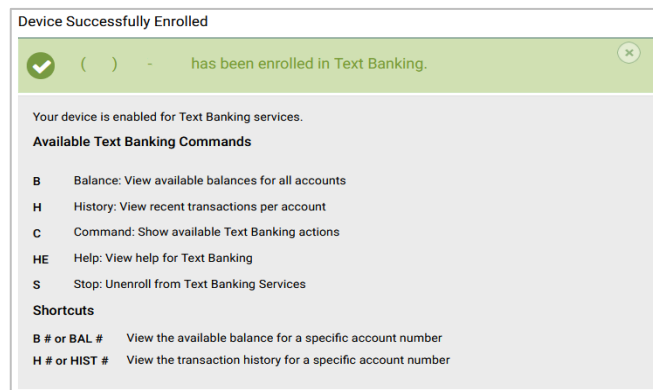 Device Successfully Enrolled
( ) - has been enrolled in Text Banking.
Your device is enabled for Text Banking services.
Available Text Banking Commands
B Balance: View available balances for all accounts
H History: View recent transactions per account
C Command: Show available Text Banking actions
HE Help: View help for Text Banking
S Stop: Unenroll from Text Banking Services
Shortcuts
B # or BAL # View the available balance for a specific account number
H # or HIST # View the transaction history for a specific account number